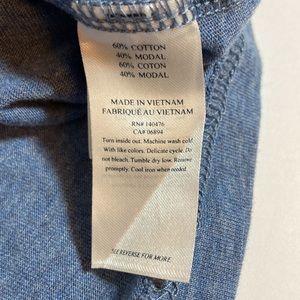 60% COTTON
40% MODAL
60% COTON
40% MODAL
MADE IN VIETNAM
FABRIQUÉ AU VIETNAM
RN# 140476
CA# 06894
Turn inside out. Machine wash cold.
With like colors. Delicate cycle. Do
not bleach. Tumble dry low. Remove
promptly. Cool iron when needed.
SEE REVERSE FOR MORE